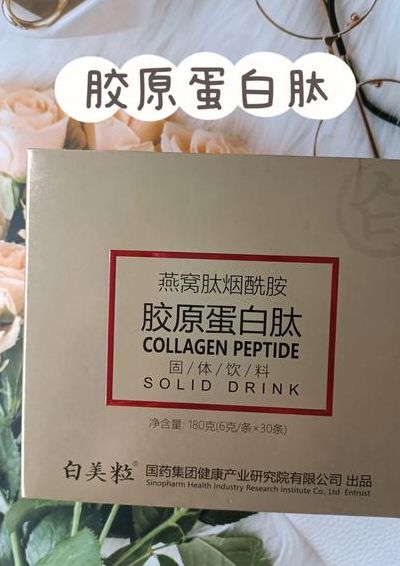 胶原蛋白肽
燕窝肽烟酰胺
胶原蛋白肽
COLLAGEN PEPTIDE
固/体/饮/料
SOLID DRINK
净含量: 180克(6克/条×30条)
白美粒® 国药集团健康产业研究院有限公司 出品
Sinopharm Health Industry Research Institute Co., Ltd Entrust